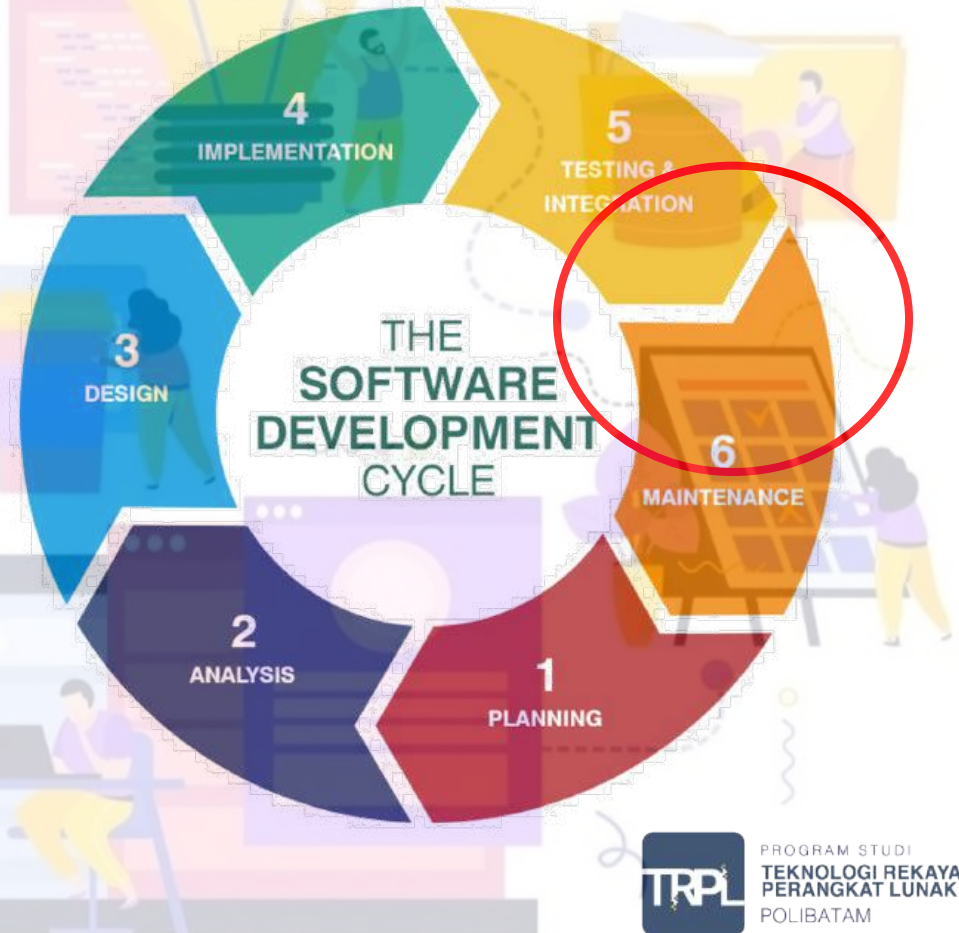 4
IMPLEMENTATION
5
TESTING &
INTEGRATION
3
DESIGN
THE
SOFTWARE
DEVELOPMENT
CYCLE
6
MAINTENANCE
2
ANALYSIS
1
PLANNING
TRPL
PROGRAM STUDI
TEKNOLOGI REKAYA
PERANGKAT LUNAK
POLIBATAM